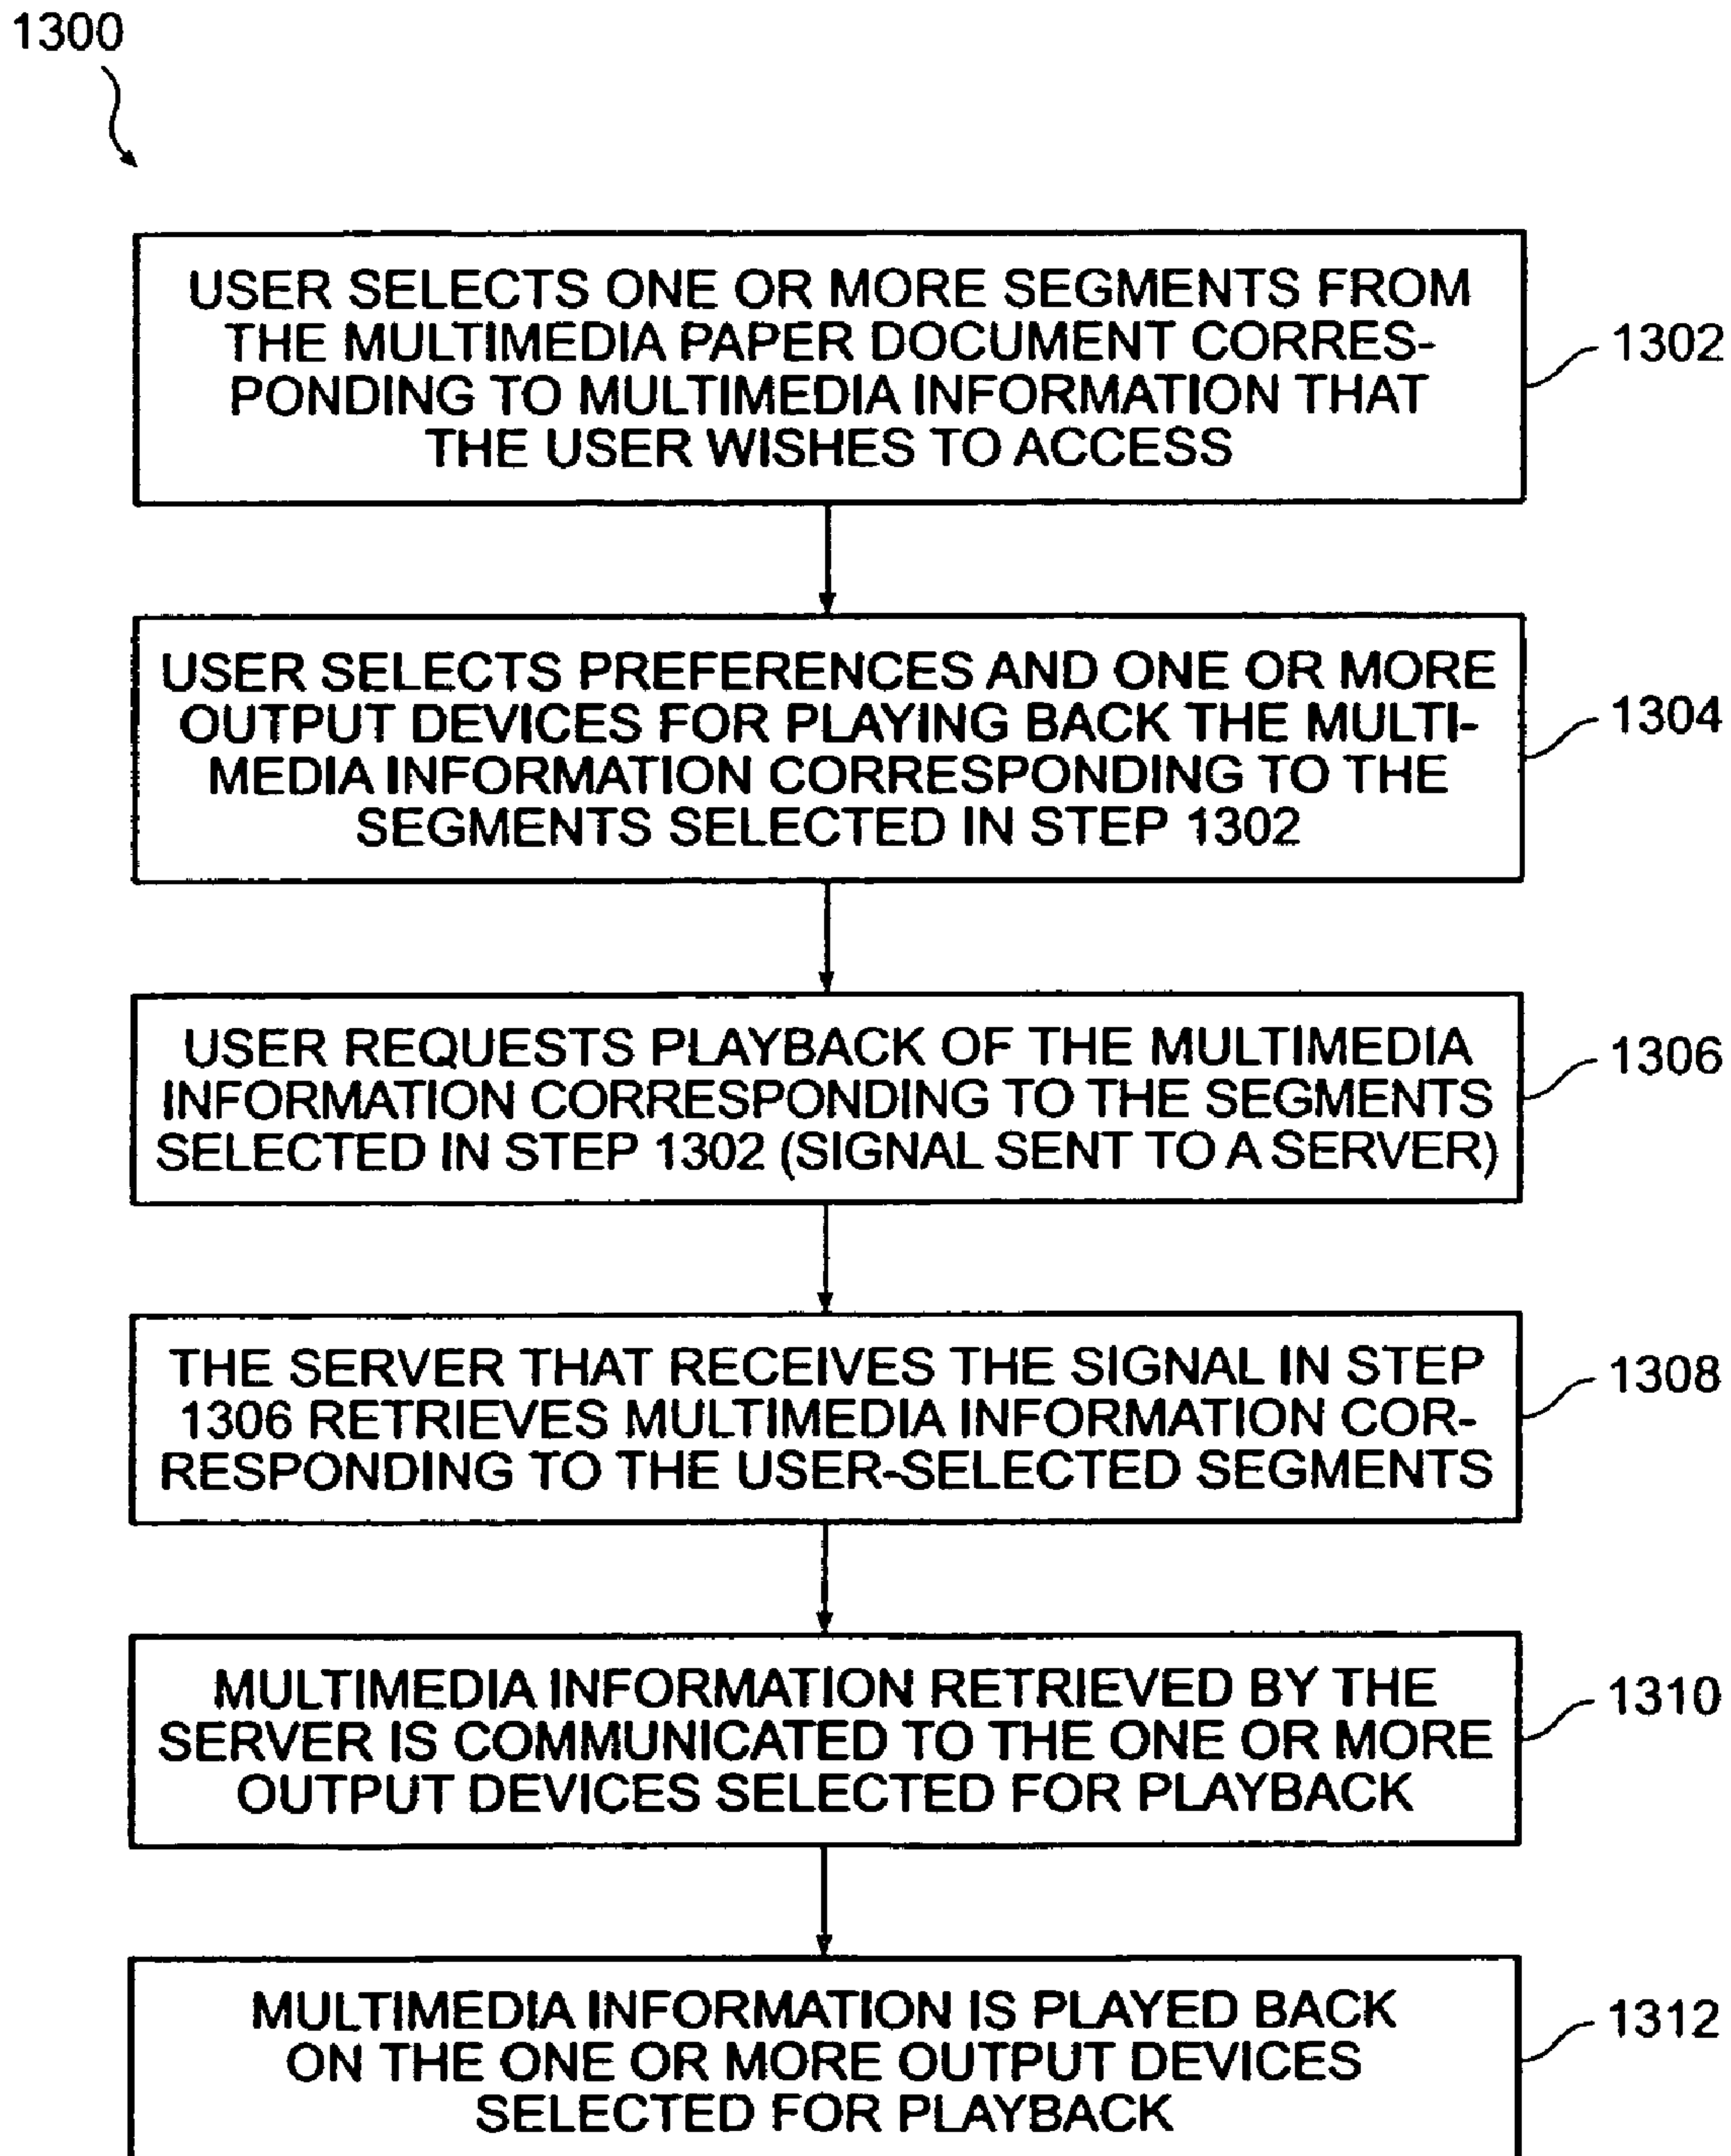 1300
USER SELECTS ONE OR MORE SEGMENTS FROM
THE MULTIMEDIA PAPER DOCUMENT CORRES-
PONDING TO MULTIMEDIA INFORMATION THAT
THE USER WISHES TO ACCESS
1302
USER SELECTS PREFERENCES AND ONE OR MORE
OUTPUT DEVICES FOR PLAYING BACK THE MULTI-
MEDIA INFORMATION CORRESPONDING TO THE
SEGMENTS SELECTED IN STEP 1302
1304
USER REQUESTS PLAYBACK OF THE MULTIMEDIA
INFORMATION CORRESPONDING TO THE SEGMENTS
SELECTED IN STEP 1302 (SIGNAL SENT TO A SERVER)
1306
THE SERVER THAT RECEIVES THE SIGNAL IN STEP
1306 RETRIEVES MULTIMEDIA INFORMATION COR-
RESPONDING TO THE USER-SELECTED SEGMENTS
1308
MULTIMEDIA INFORMATION RETRIEVED BY THE
SERVER IS COMMUNICATED TO THE ONE OR MORE
OUTPUT DEVICES SELECTED FOR PLAYBACK
1310
MULTIMEDIA INFORMATION IS PLAYED BACK
ON THE ONE OR MORE OUTPUT DEVICES
SELECTED FOR PLAYBACK
1312